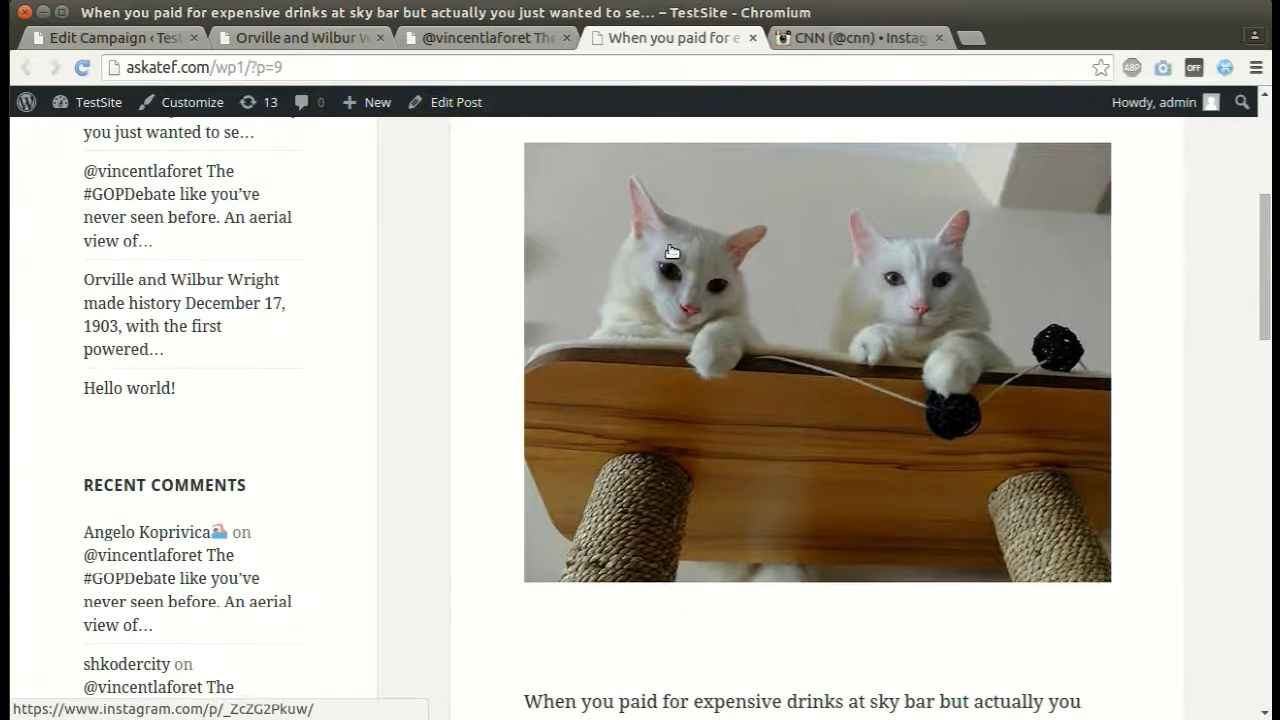 When you paid for expensive drinks at sky bar but actually you just wanted to se... – TestSite - Chromium
Edit Campaign ‹ Test
Orville and Wilbur W
@vincentlaforet The
When you paid for e
CNN (@cnn) • Instag
askatef.com/wp1/?p=9
ABP
OFF
TestSite
Customize
13
0
New
Edit Post
Howdy, admin
you just wanted to se…
@vincentlaforet The
#GOPDebate like you’ve
never seen before. An aerial
view of…
Orville and Wilbur Wright
made history December 17,
1903, with the first
powered…
Hello world!
RECENT COMMENTS
Angelo Koprivica on
@vincentlaforet The
#GOPDebate like you’ve
never seen before. An aerial
view of…
shkodercity on
@vincentlaforet The
When you paid for expensive drinks at sky bar but actually you
https://www.instagram.com/p/_ZcZG2Pkuw/